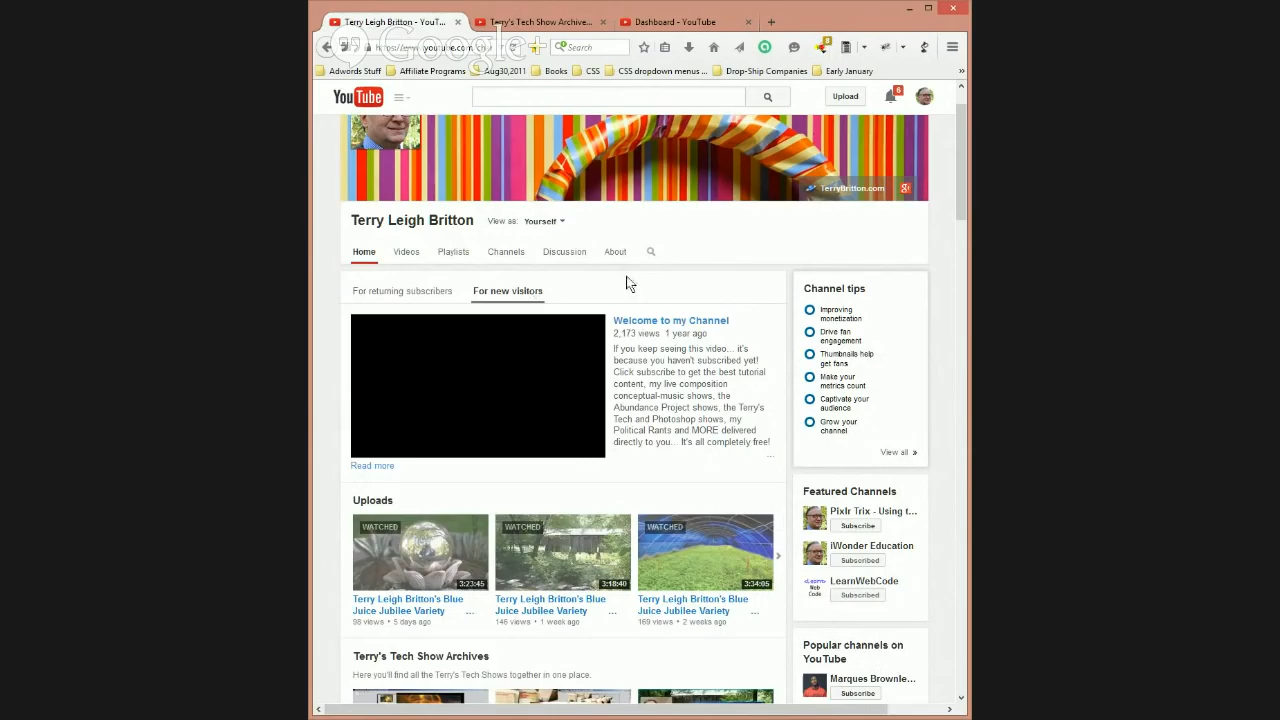 Terry Leigh Britton - YouT...
Terry's Tech Show Archive...
Dashboard - YouTube
Google+
Search
8
Adwords Stuff
Affiliate Programs
Aug30,2011
Books
CSS
CSS dropdown menus ...
Drop-Ship Companies
Early January
YouTube
Upload
6
TerryBritton.com
Terry Leigh Britton
View as: Yourself
Home
Videos
Playlists
Channels
Discussion
About
For returning subscribers
For new visitors
Welcome to my Channel
2,173 views 1 year ago
If you keep seeing this video... it's
because you haven't subscribed yet!
Click subscribe to get the best tutorial
content, my live composition
conceptual-music shows, the
Abundance Project shows, the Terry's
Tech and Photoshop shows, my
Political Rants and MORE delivered
directly to you... It's all completely free!
...
Read more
Uploads
WATCHED
3:23:45
Terry Leigh Britton's Blue
Juice Jubilee Variety ...
98 views • 5 days ago
WATCHED
3:18:40
Terry Leigh Britton's Blue
Juice Jubilee Variety ...
146 views • 1 week ago
WATCHED
3:34:05
Terry Leigh Britton's Blue
Juice Jubilee Variety ...
169 views • 2 weeks ago
Terry's Tech Show Archives
Here you'll find all the Terry's Tech Shows together in one place.
Channel tips
Improving
monetization
Drive fan
engagement
Thumbnails help
get fans
Make your
metrics count
Captivate your
audience
Grow your
channel
View all »
Featured Channels
Pixlr Trix - Using t...
Subscribe
iWonder Education
Subscribed
Learn
Web
Code
LearnWebCode
Subscribed
Popular channels on
YouTube
Marques Brownle...
Subscribe